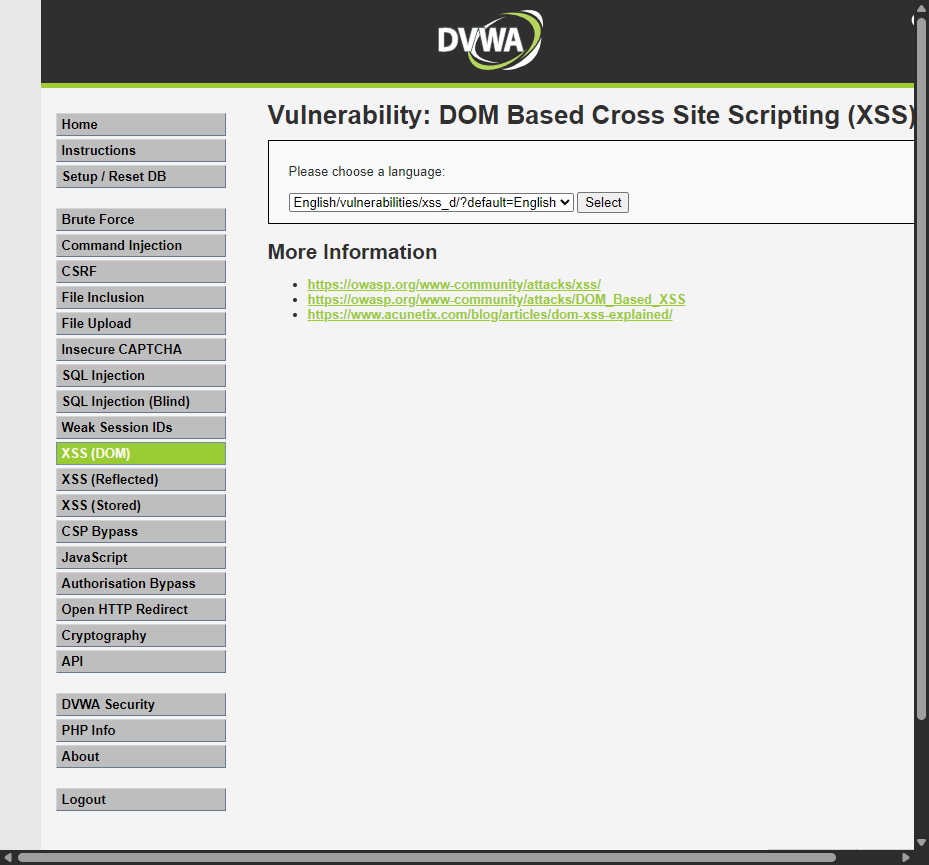 DVWA
Home
Instructions
Setup / Reset DB
Brute Force
Command Injection
CSRF
File Inclusion
File Upload
Insecure CAPTCHA
SQL Injection
SQL Injection (Blind)
Weak Session IDs
XSS (DOM)
XSS (Reflected)
XSS (Stored)
CSP Bypass
JavaScript
Authorisation Bypass
Open HTTP Redirect
Cryptography
API
DVWA Security
PHP Info
About
Logout
Vulnerability: DOM Based Cross Site Scripting (XSS)
Please choose a language:
English/vulnerabilities/xss_d/?default=English Select
More Information
https://owasp.org/www-community/attacks/xss/
https://owasp.org/www-community/attacks/DOM_Based_XSS
https://www.acunetix.com/blog/articles/dom-xss-explained/